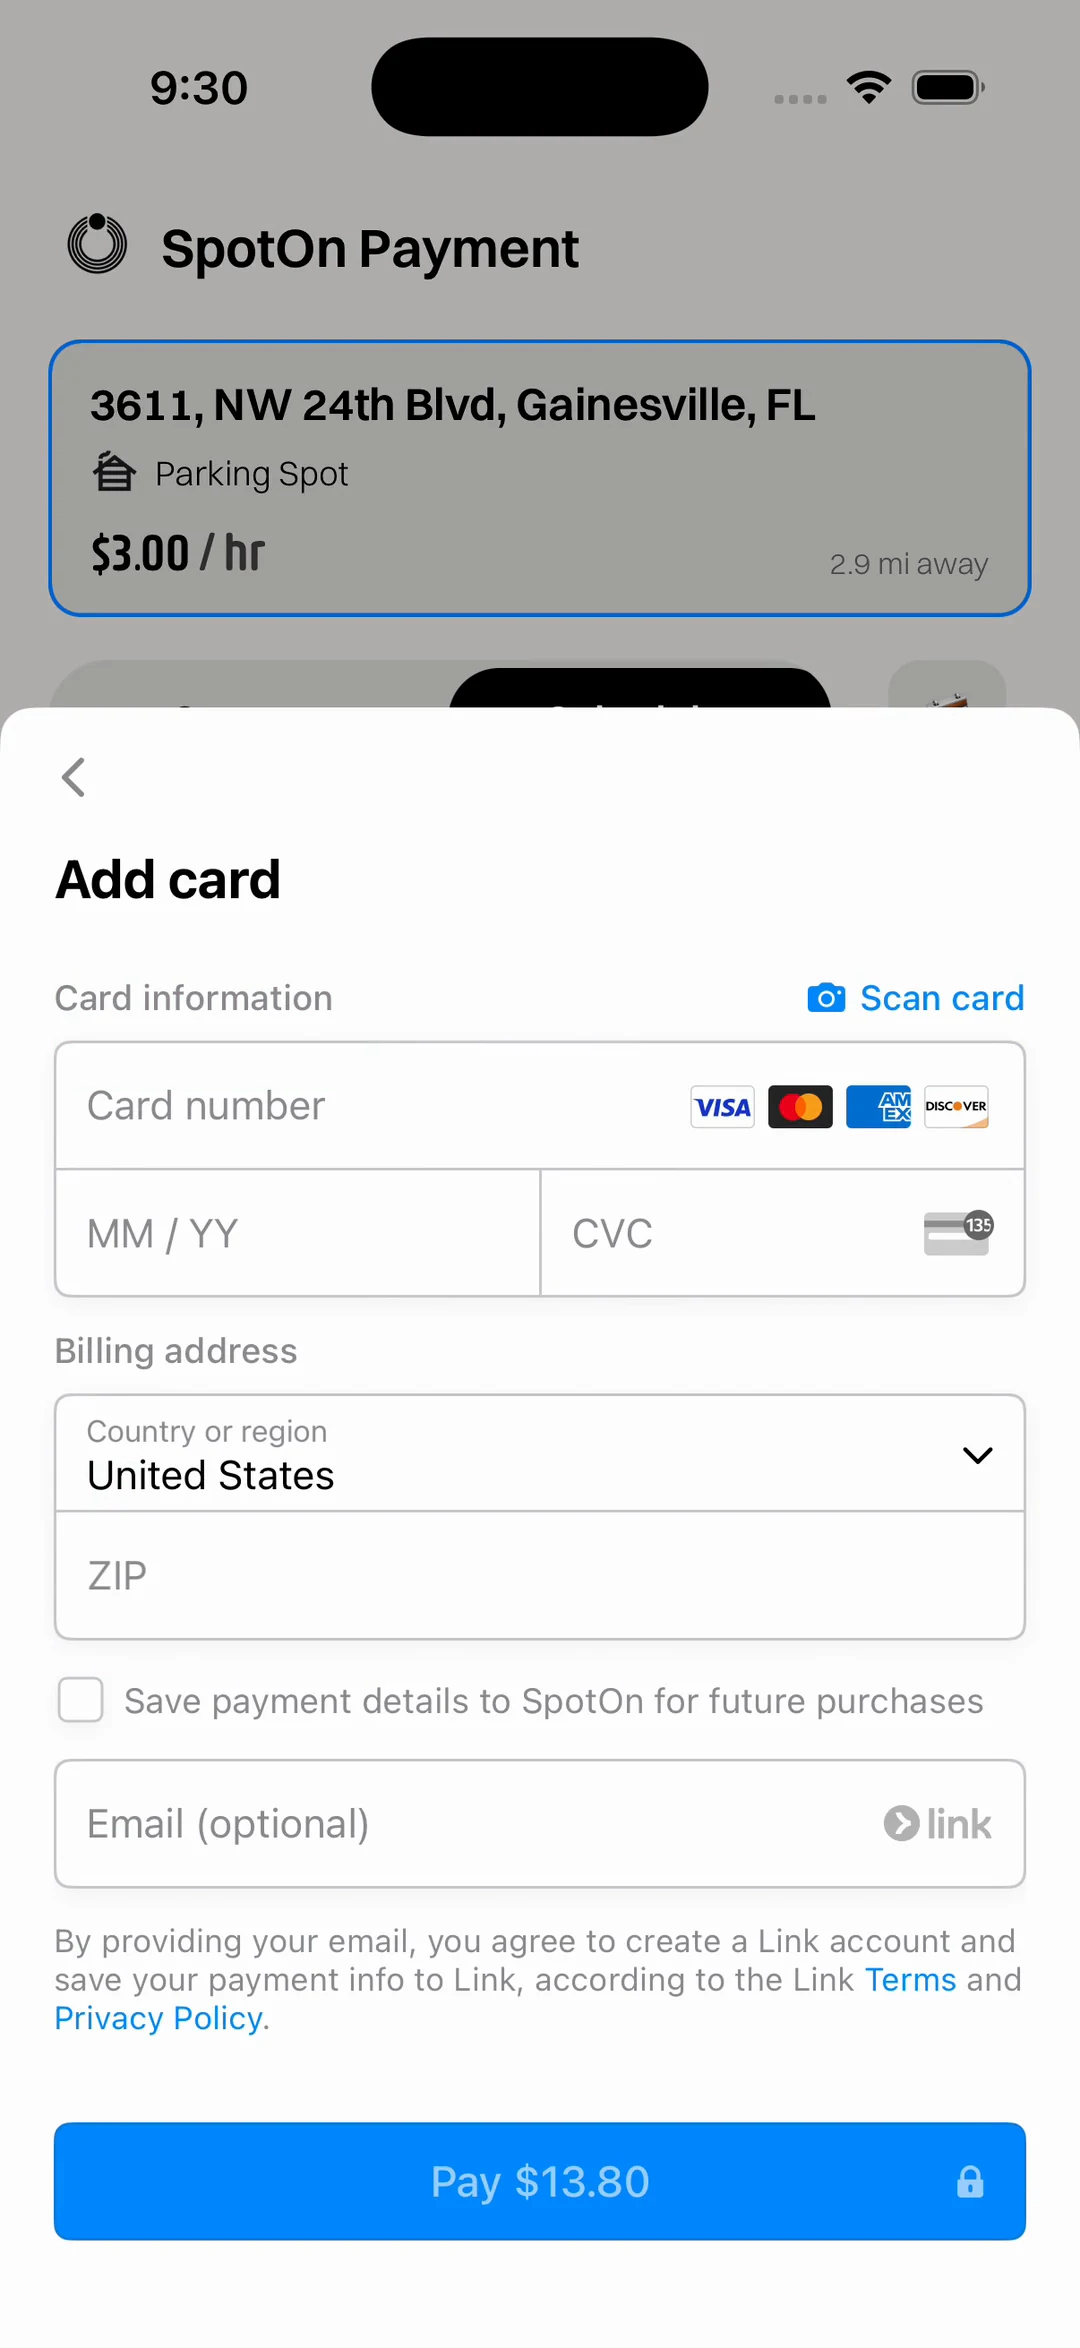 9:30
SpotOn Payment
3611, NW 24th Blvd, Gainesville, FL
Parking Spot
$3.00 / hr
2.9 mi away
Add card
Card information
Scan card
Card number
VISA
AM
EX
DISCOVER
MM / YY
CVC
135
Billing address
Country or region
United States
ZIP
Save payment details to SpotOn for future purchases
Email (optional)
link
By providing your email, you agree to create a Link account and
save your payment info to Link, according to the Link Terms and
Privacy Policy.
Pay $13.80